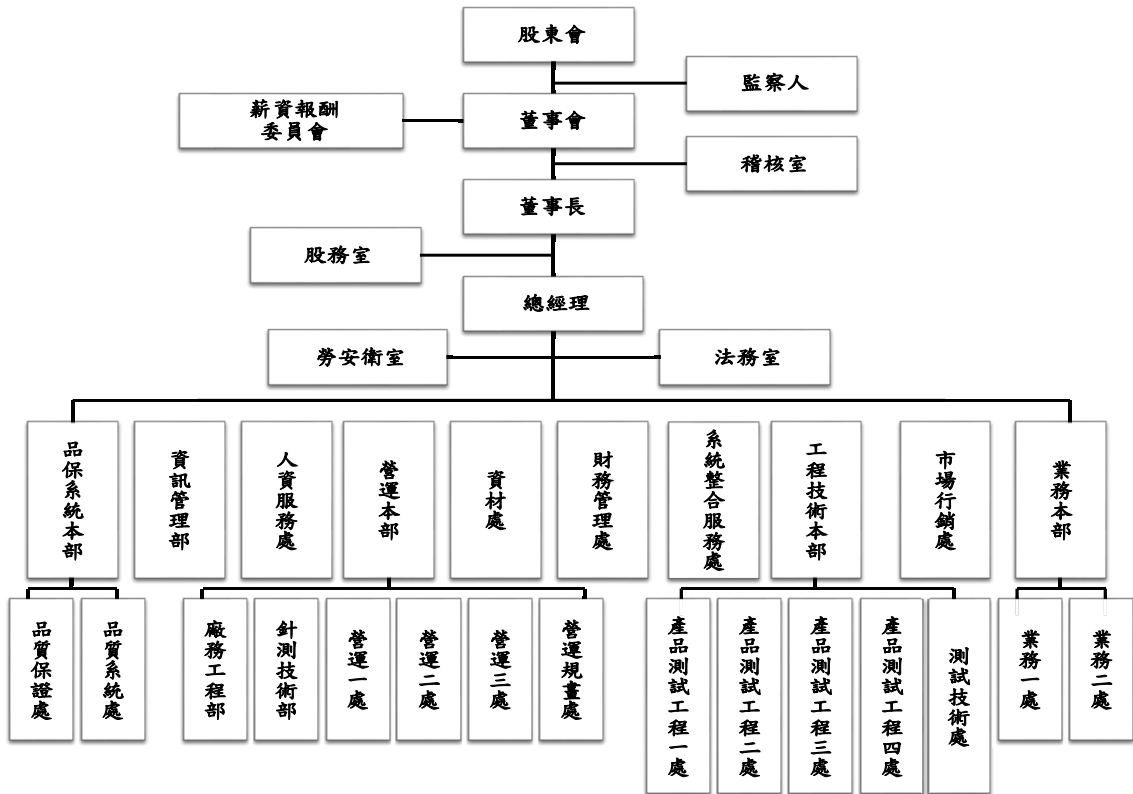 股東會
監察人
薪資報酬
委員會
董事會
稽核室
董事長
股務室
總經理
勞安衛室
法務室
品保系統本部
資訊管理部
人資服務處
營運本部
資材處
財務管理處
系統整合服務處
工程技術本部
市場行銷處
業務本部
品質保證處
品質系統處
廠務工程部
針測技術部
營運一處
營運二處
營運三處
營運規畫處
產品測試工程一處
產品測試工程二處
產品測試工程三處
產品測試工程四處
測試技術處
業務一處
業務二處